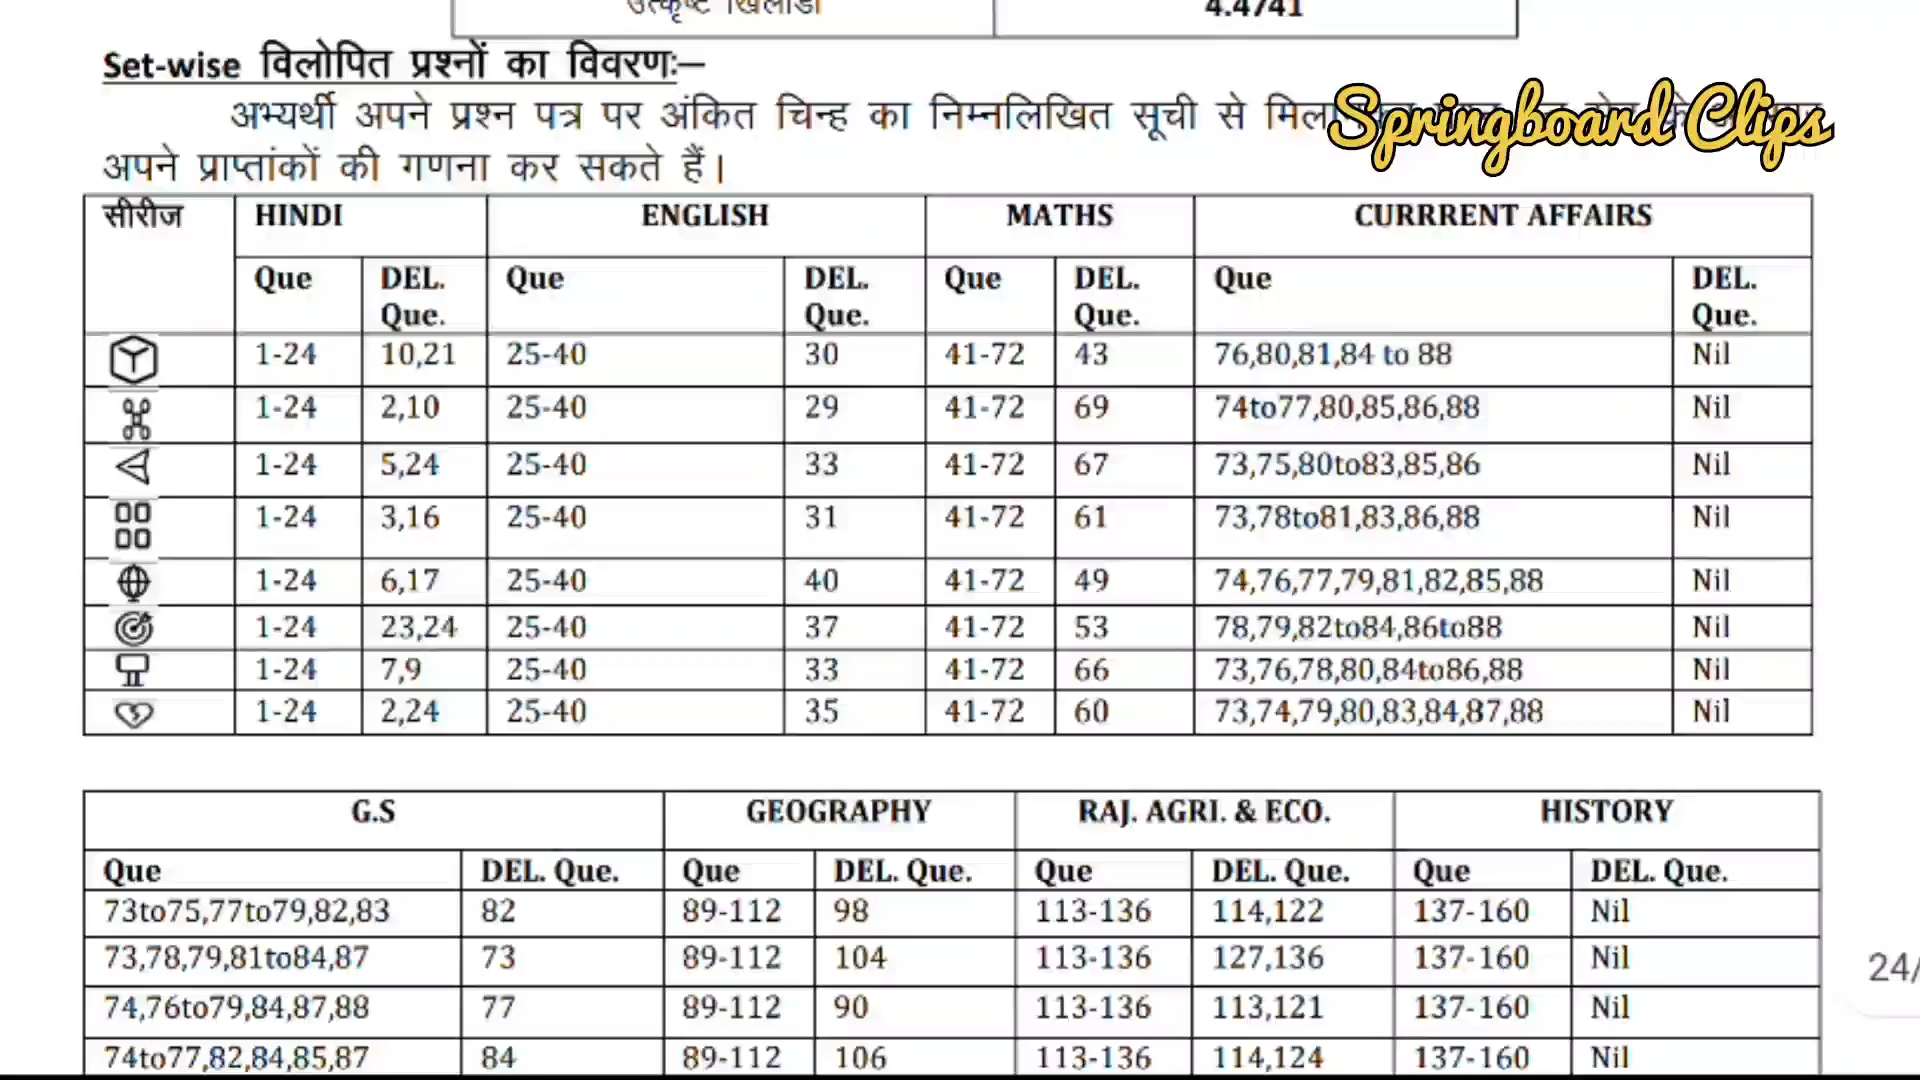 उत्कृष्ट खिलाडी 4.4741
Set-wise विलोपित प्रश्नों का विवरणः—
अभ्यर्थी अपने प्रश्न पत्र पर अंकित चिन्ह का निम्नलिखित सूची से
Springboard Clips
अपने प्राप्तांकों की गणना कर सकते हैं।
सीरीज HINDI ENGLISH MATHS CURRRENT AFFAIRS
Que DEL. Que. Que DEL. Que. Que DEL. Que. Que DEL. Que.
1-24 10,21 25-40 30 41-72 43 76,80,81,84 to 88 Nil
1-24 2,10 25-40 29 41-72 69 74to77,80,85,86,88 Nil
1-24 5,24 25-40 33 41-72 67 73,75,80to83,85,86 Nil
1-24 3,16 25-40 31 41-72 61 73,78to81,83,86,88 Nil
1-24 6,17 25-40 40 41-72 49 74,76,77,79,81,82,85,88 Nil
1-24 23,24 25-40 37 41-72 53 78,79,82to84,86to88 Nil
1-24 7,9 25-40 33 41-72 66 73,76,78,80,84to86,88 Nil
1-24 2,24 25-40 35 41-72 60 73,74,79,80,83,84,87,88 Nil
G.S GEOGRAPHY RAJ. AGRI. & ECO. HISTORY
Que DEL. Que. Que DEL. Que. Que DEL. Que. Que DEL. Que.
73to75,77to79,82,83 82 89-112 98 113-136 114,122 137-160 Nil
73,78,79,81to84,87 73 89-112 104 113-136 127,136 137-160 Nil
74,76to79,84,87,88 77 89-112 90 113-136 113,121 137-160 Nil
74to77,82,84,85,87 84 89-112 106 113-136 114,124 137-160 Nil
24/